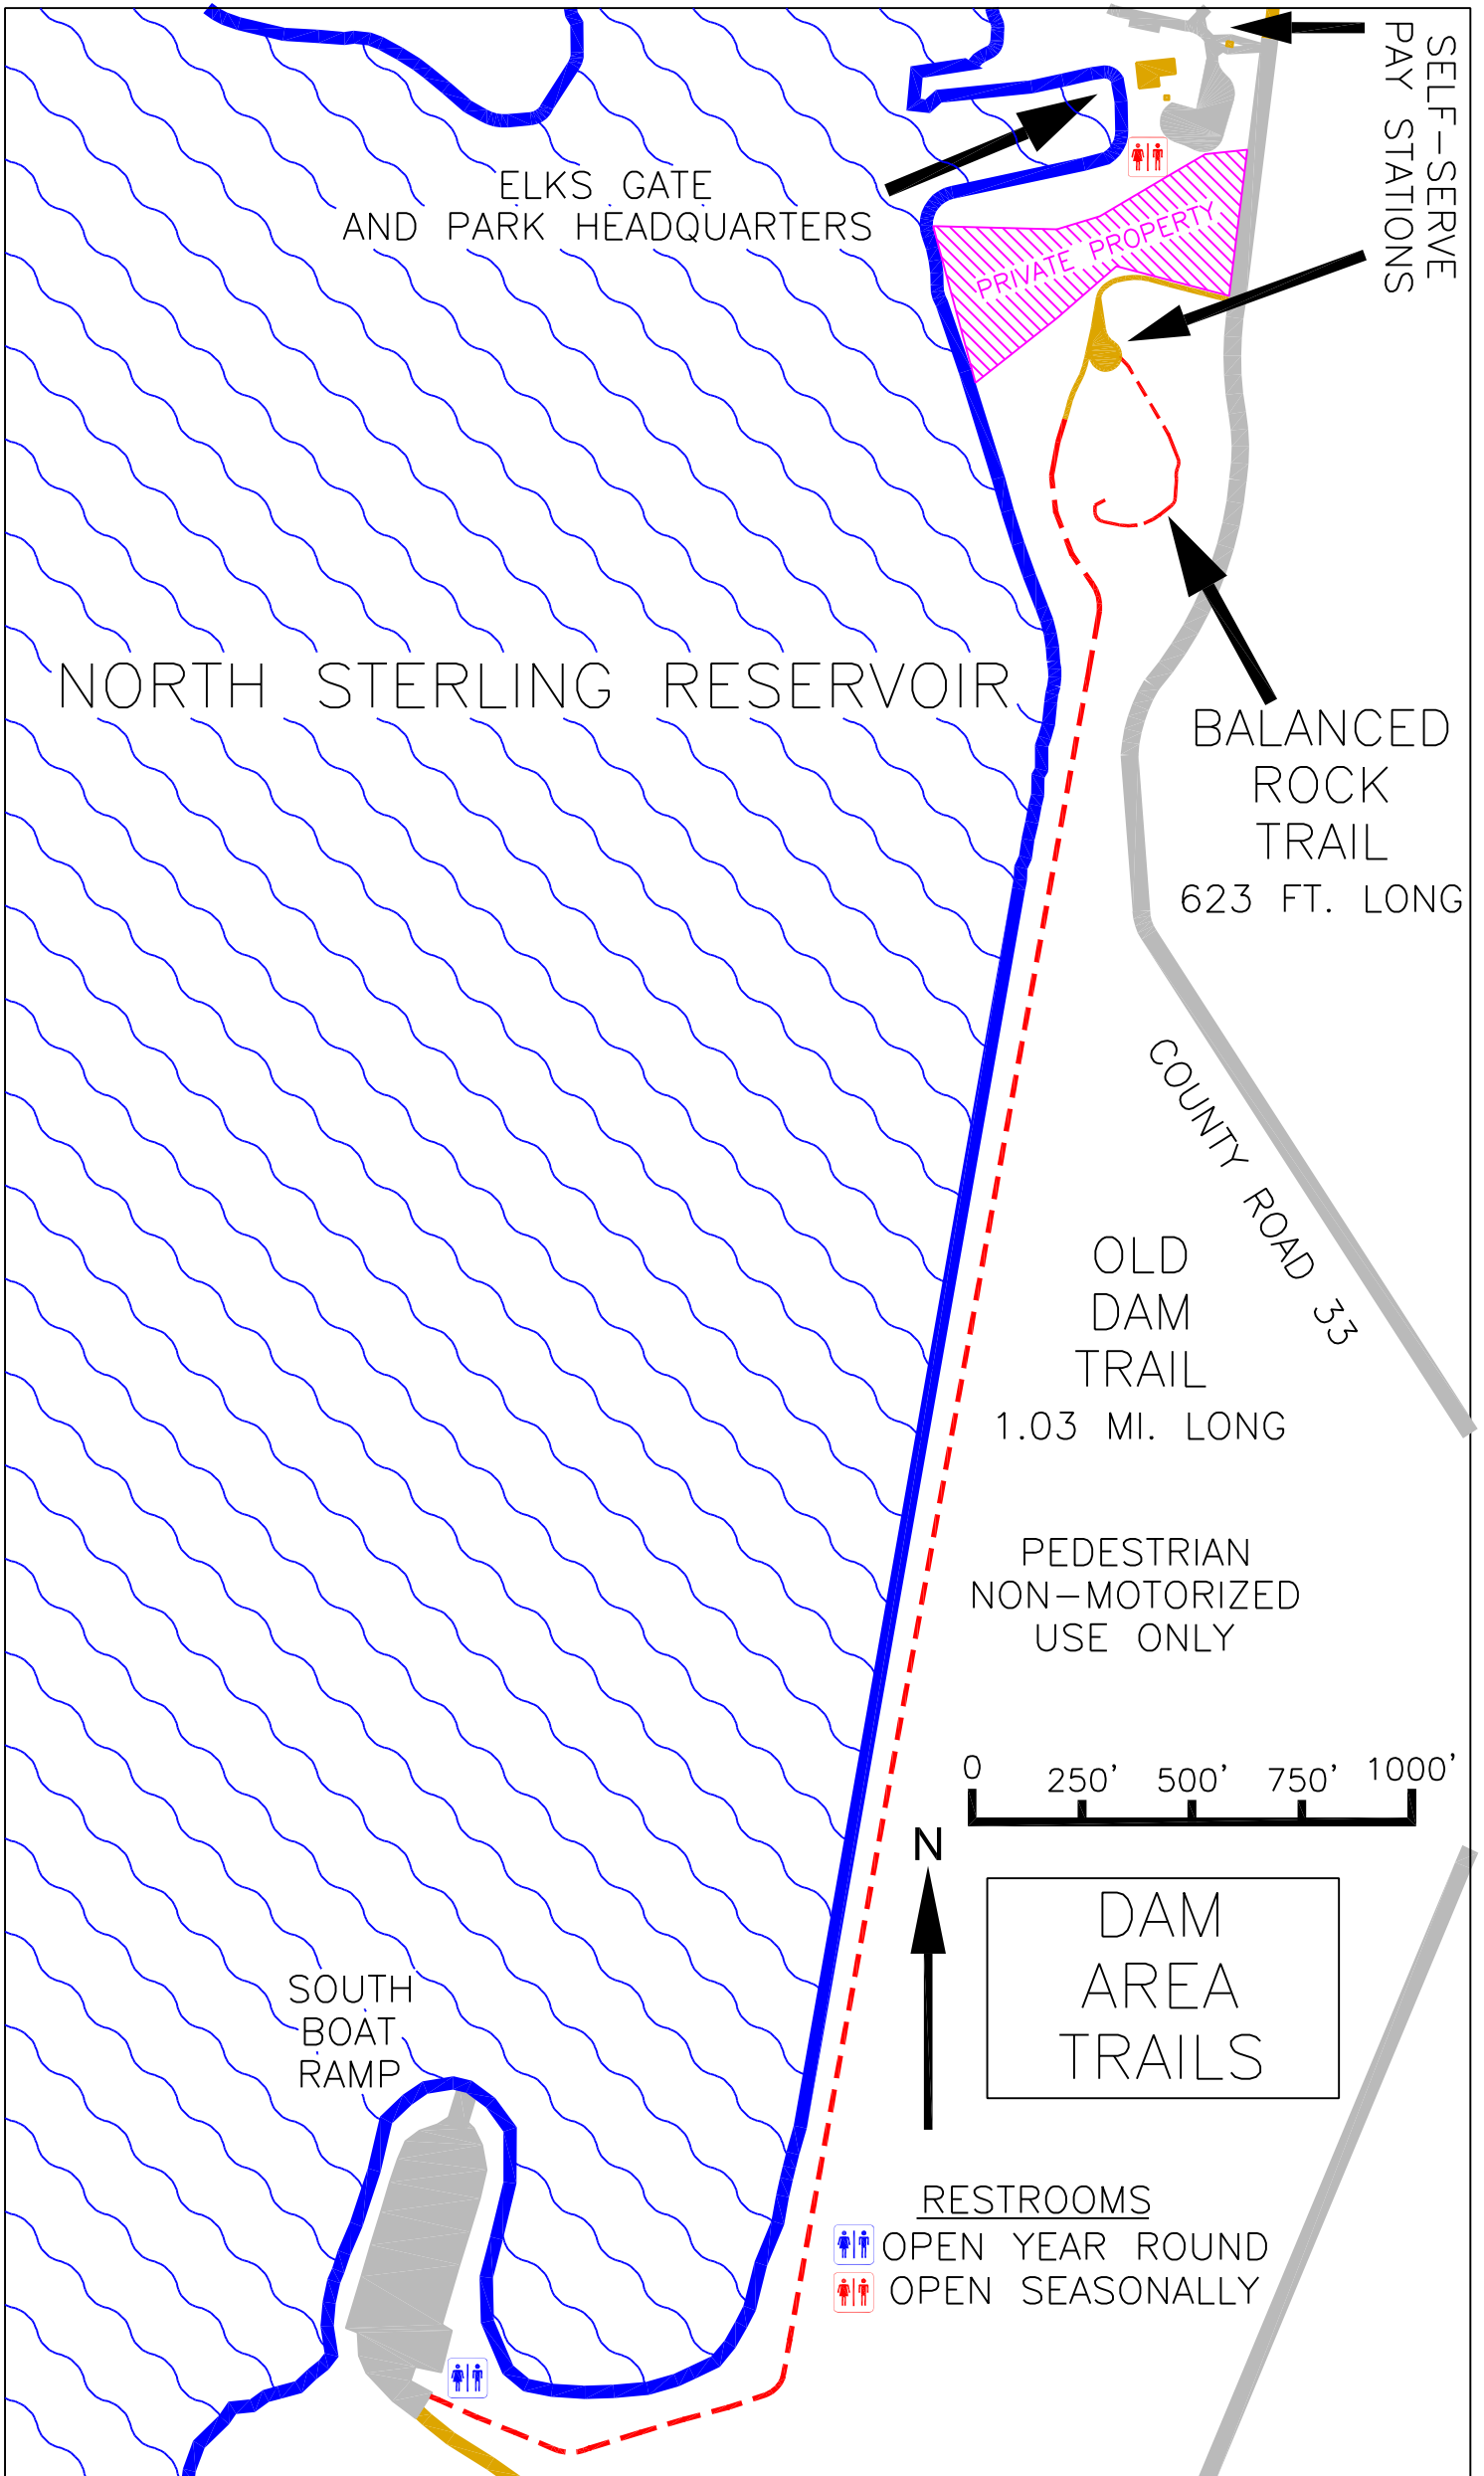 SELF-SERVE
PAY STATIONS
ELKS GATE
AND PARK HEADQUARTERS
PRIVATE PROPERTY
NORTH STERLING RESERVOIR
BALANCED
ROCK
TRAIL
623 FT. LONG
COUNTY ROAD 33
OLD
DAM
TRAIL
1.03 MI. LONG
PEDESTRIAN
NON-MOTORIZED
USE ONLY
0 250' 500' 750' 1000'
N
DAM
AREA
TRAILS
SOUTH
BOAT
RAMP
RESTROOMS
OPEN YEAR ROUND
OPEN SEASONALLY